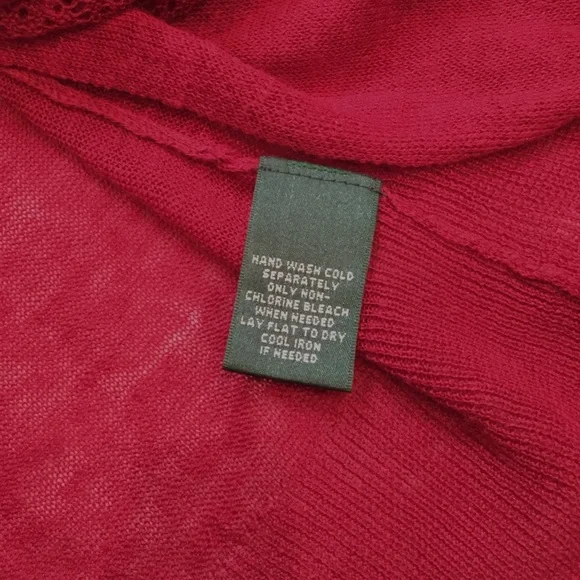 HAND WASH COLD
SEPARATELY
ONLY NON-
CHLORINE BLEACH
WHEN NEEDED
LAY FLAT TO DRY
COOL IRON
IF NEEDED